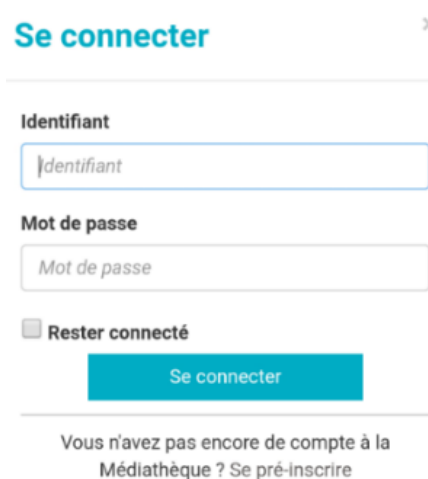 Se connecter
Identifiant
Identifiant
Mot de passe
Mot de passe
Rester connecté
Se connecter
Vous n'avez pas encore de compte à la
Médiathèque ? Se pré-inscrire